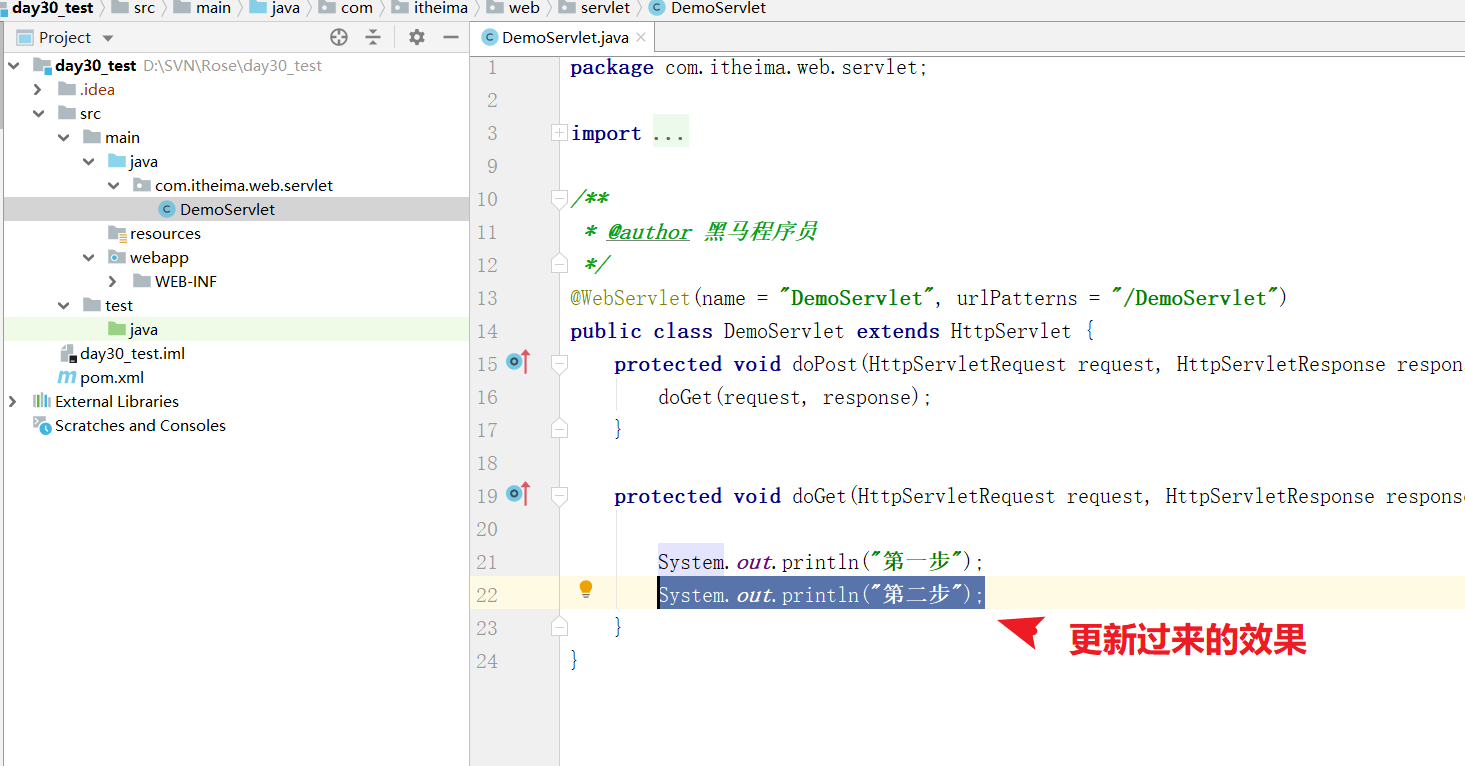 day30_test src main java com itheima web servlet DemoServlet
Project
DemoServlet.java
day30_test D:\SVN\Rose\day30_test
.idea
src
main
java
com.itheima.web.servlet
DemoServlet
resources
webapp
WEB-INF
test
java
day30_test.iml
pom.xml
External Libraries
Scratches and Consoles
1 package com.itheima.web.servlet;
2
3 import ...
9
10 /**
11 * @author 黑马程序员
12 */
13 @WebServlet(name = "DemoServlet", urlPatterns = "/DemoServlet")
14 public class DemoServlet extends HttpServlet {
15 protected void doPost(HttpServletRequest request, HttpServletResponse respon
16 doGet(request, response);
17 }
18
19 protected void doGet(HttpServletRequest request, HttpServletResponse response
20
21 System.out.println("第一步");
22 System.out.println("第二步");
23 }
24 }
更新过来的效果